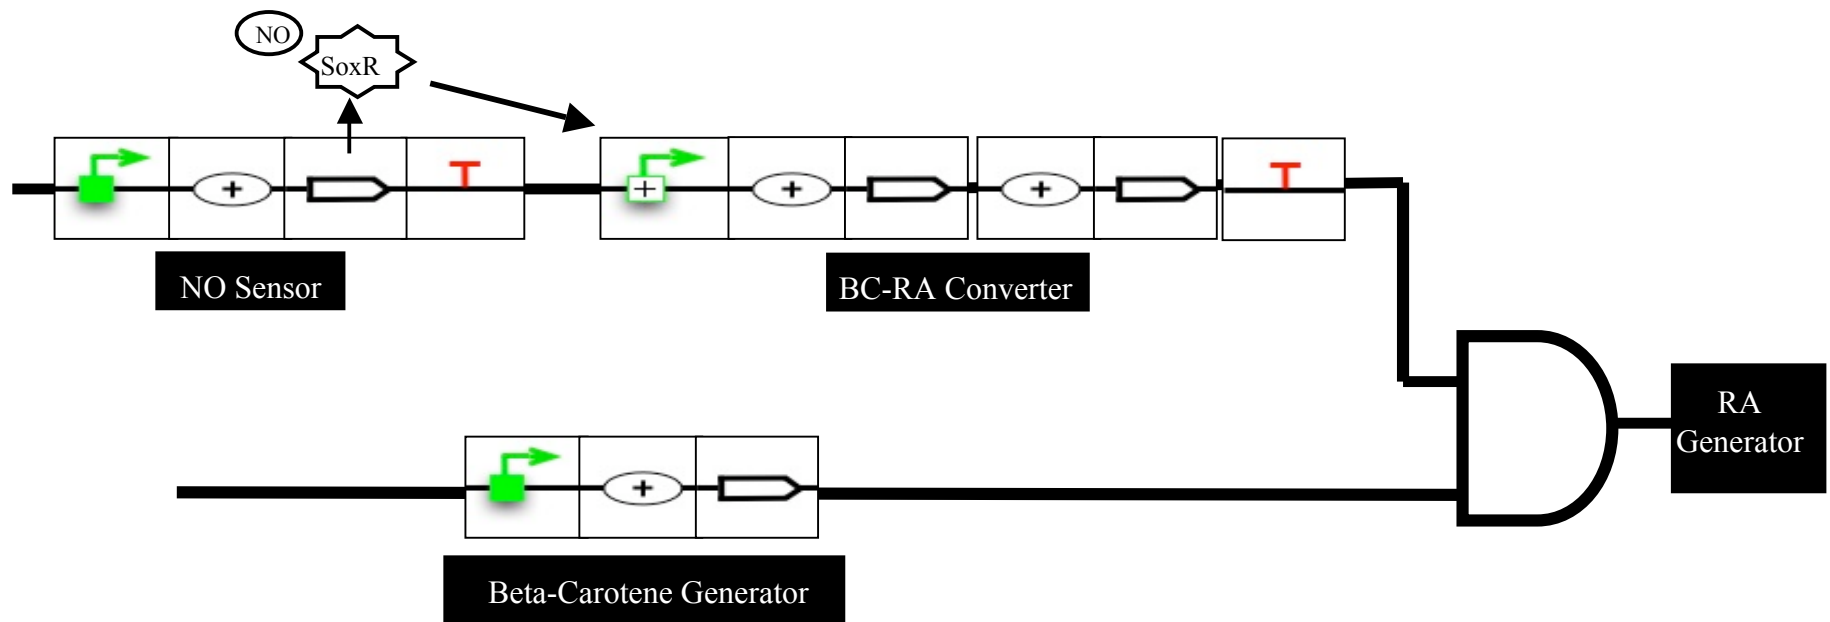 NO
SoxR
NO Sensor
BC-RA Converter
RA
Generator
Beta-Carotene Generator